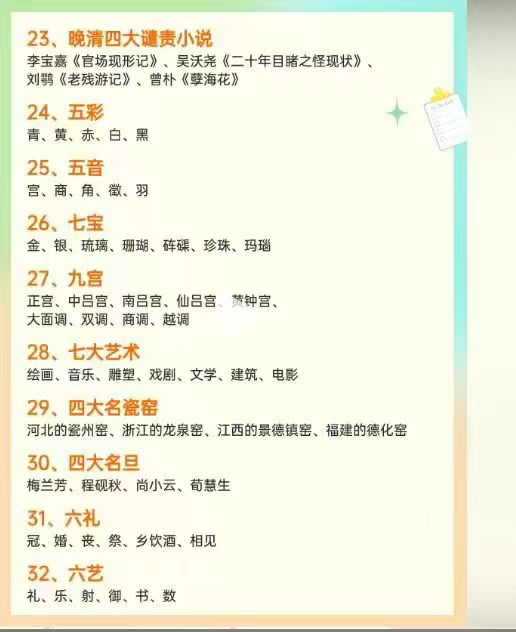 23、晚清四大谴责小说
李宝嘉《官场现形记》、吴沃尧《二十年目睹之怪现状》、
刘鹗《老残游记》、曾朴《孽海花》
24、五彩
青、黄、赤、白、黑
25、五音
宫、商、角、徵、羽
26、七宝
金、银、琉璃、珊瑚、砗磲、珍珠、玛瑙
27、九宫
正宫、中吕宫、南吕宫、仙吕宫、黄钟宫、
大面调、双调、商调、越调
28、七大艺术
绘画、音乐、雕塑、戏剧、文学、建筑、电影
29、四大名瓷窑
河北的瓷州窑、浙江的龙泉窑、江西的景德镇窑、福建的德化窑
30、四大名旦
梅兰芳、程砚秋、尚小云、荀慧生
31、六礼
冠、婚、丧、祭、乡饮酒、相见
32、六艺
礼、乐、射、御、书、数